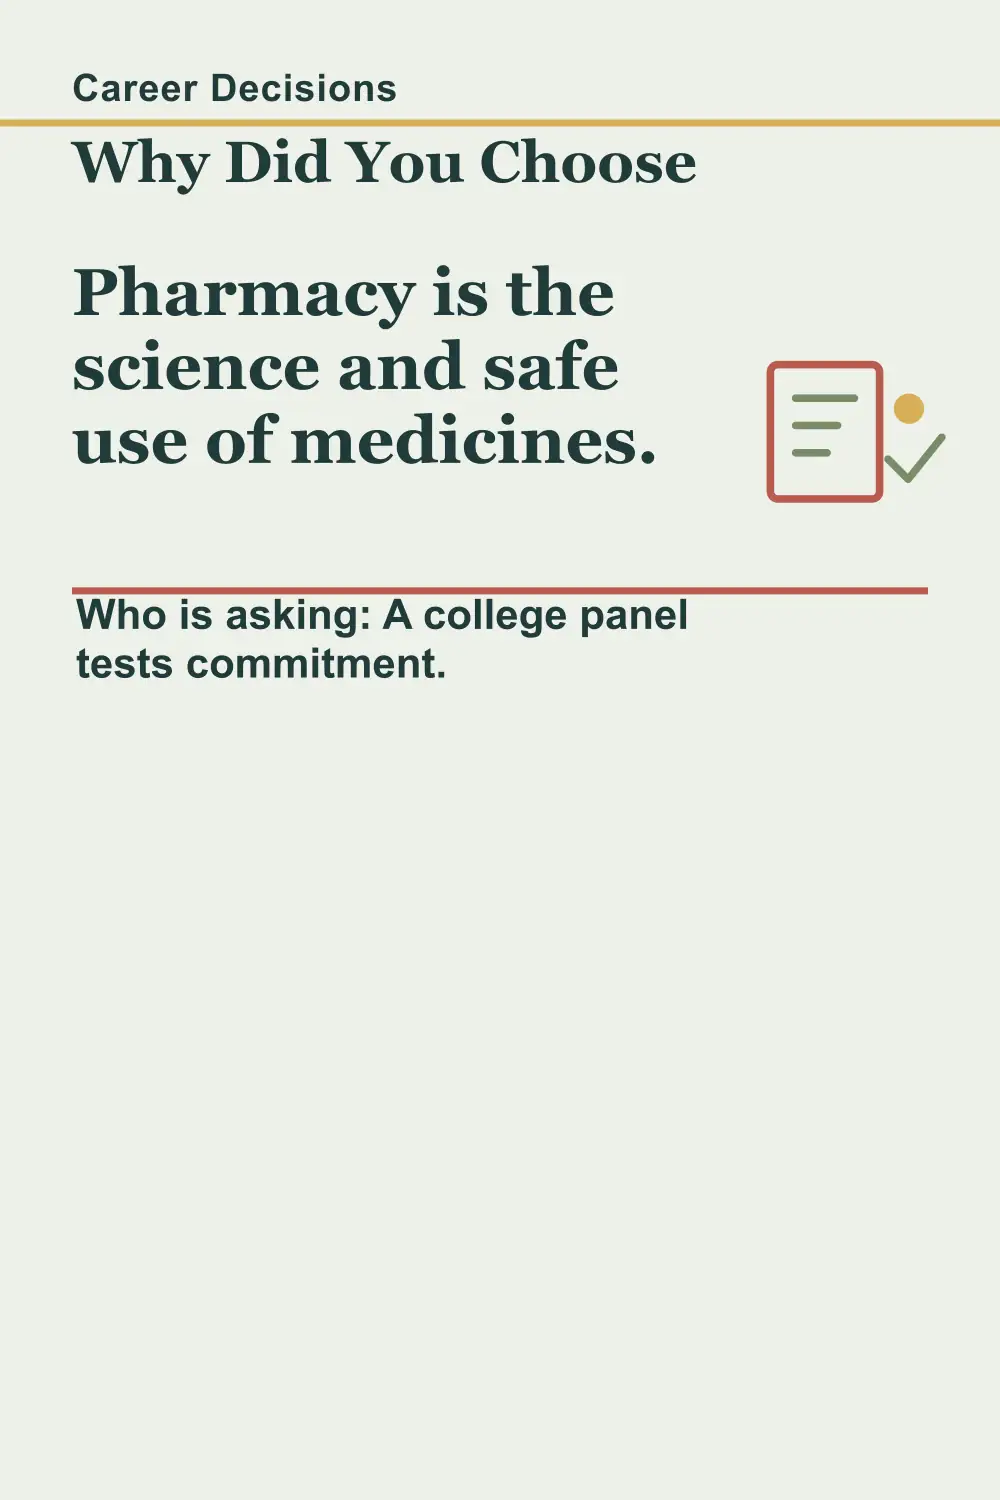 Career Decisions
Why Did You Choose
Pharmacy is the
science and safe
use of medicines.
Who is asking: A college panel
tests commitment.